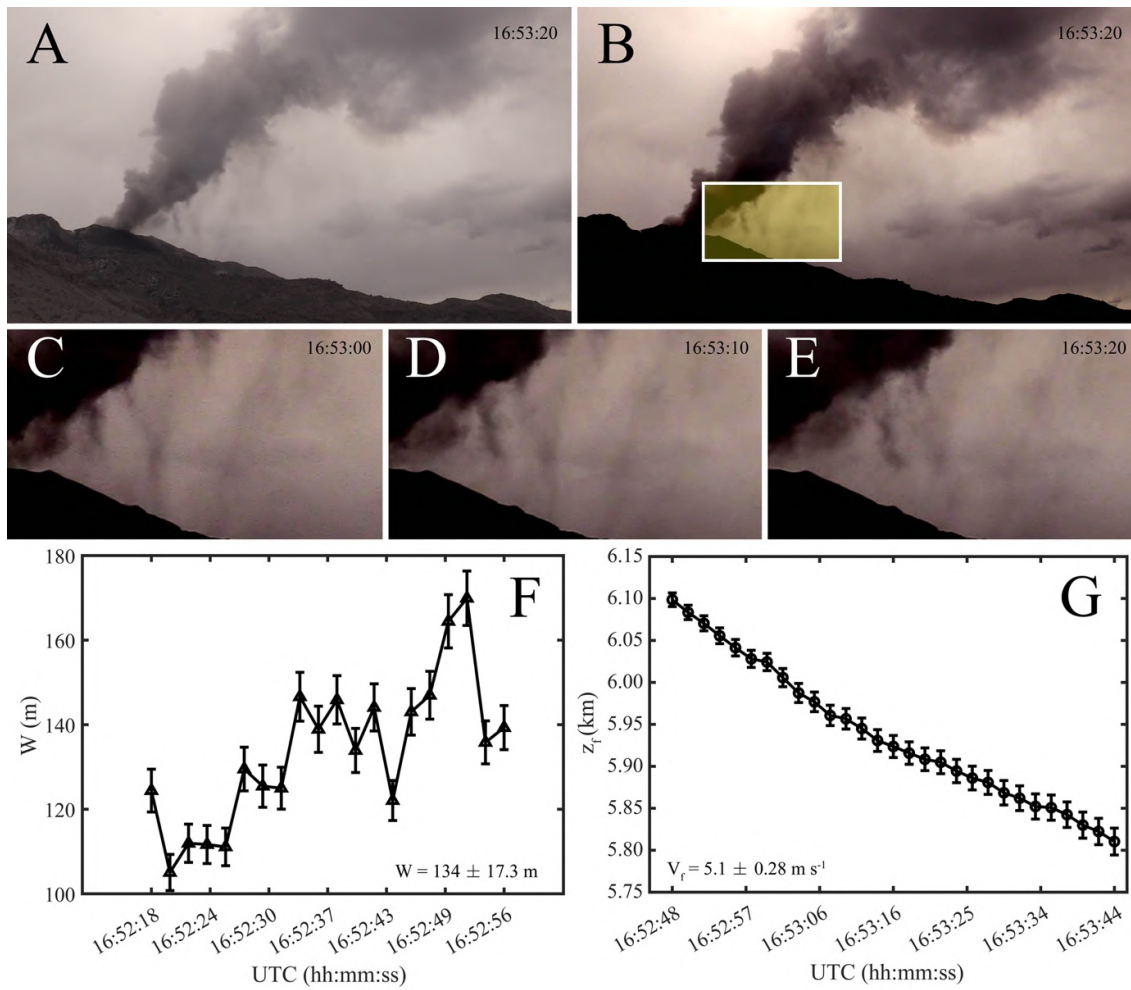 A
16:53:20
B
16:53:20
C
16:53:00
D
16:53:10
E
16:53:20
180
160
140
120
100
W (m)
F
W = 134 ± 17.3 m
16:52:18
16:52:24
16:52:30
16:52:37
16:52:43
16:52:49
16:52:56
UTC (hh:mm:ss)
6.15
6.10
6.05
6.00
5.95
5.90
5.85
5.80
5.75
z_f (km)
G
V_f = 5.1 ± 0.28 m s⁻¹
16:52:48
16:52:57
16:53:06
16:53:16
16:53:25
16:53:34
16:53:44
UTC (hh:mm:ss)